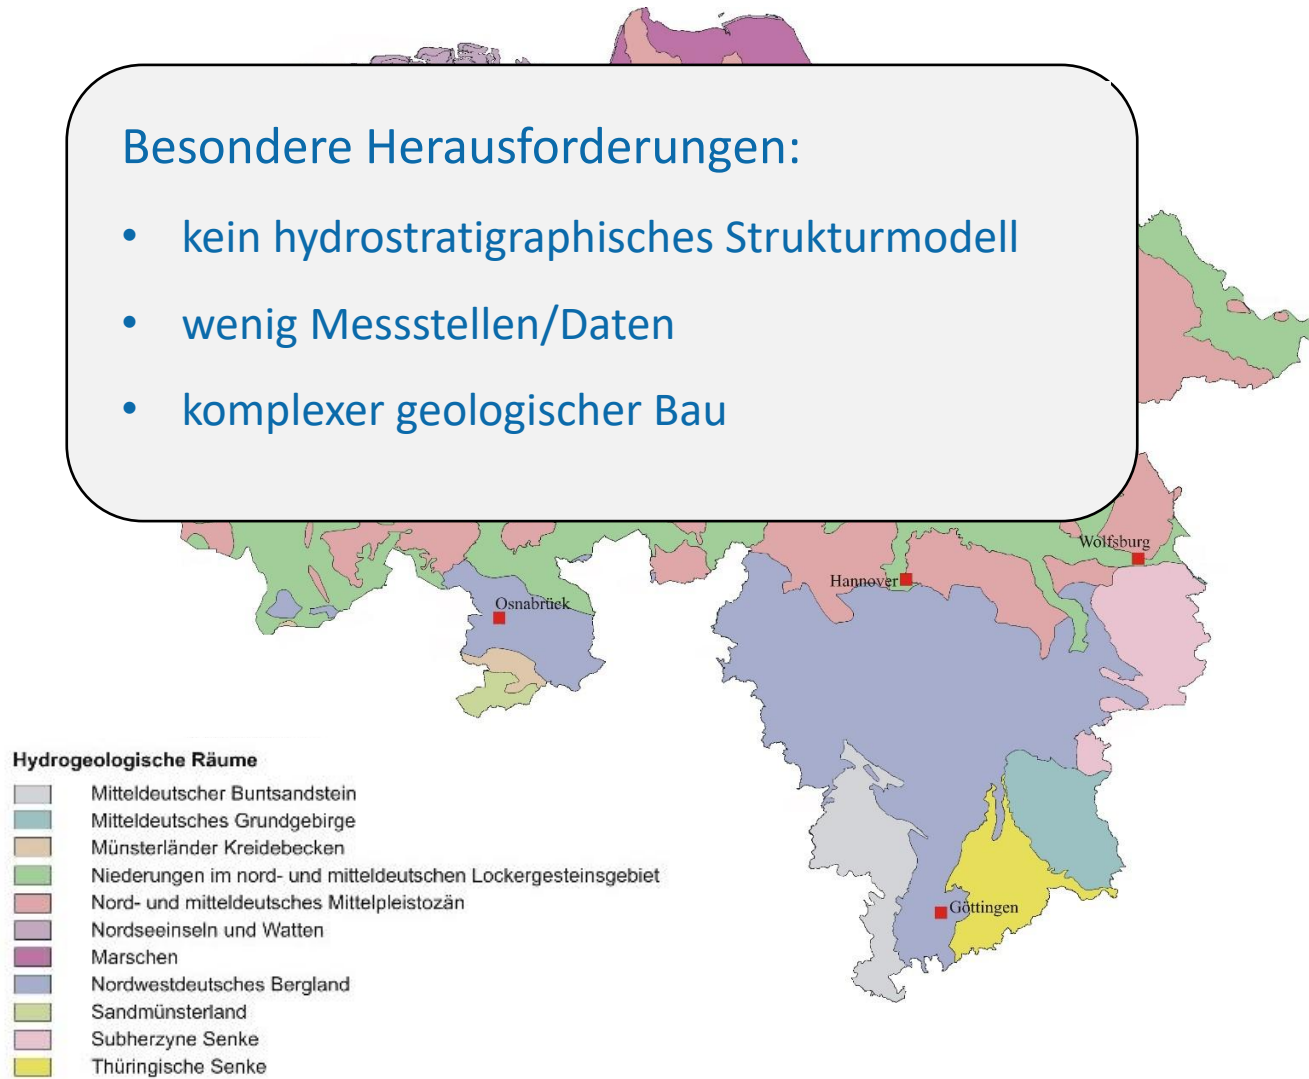 Besondere Herausforderungen:
• kein hydrostratigraphisches Strukturmodell
• wenig Messstellen/Daten
• komplexer geologischer Bau
Wolfsburg
Hannover
Osnabrück
Göttingen
Hydrogeologische Räume
Mitteldeutscher Buntsandstein
Mitteldeutsches Grundgebirge
Münsterländer Kreidebecken
Niederungen im nord- und mitteldeutschen Lockergesteinsgebiet
Nord- und mitteldeutsches Mittelpleistozän
Nordseeinseln und Watten
Marschen
Nordwestdeutsches Bergland
Sandmünsterland
Subherzyne Senke
Thüringische Senke